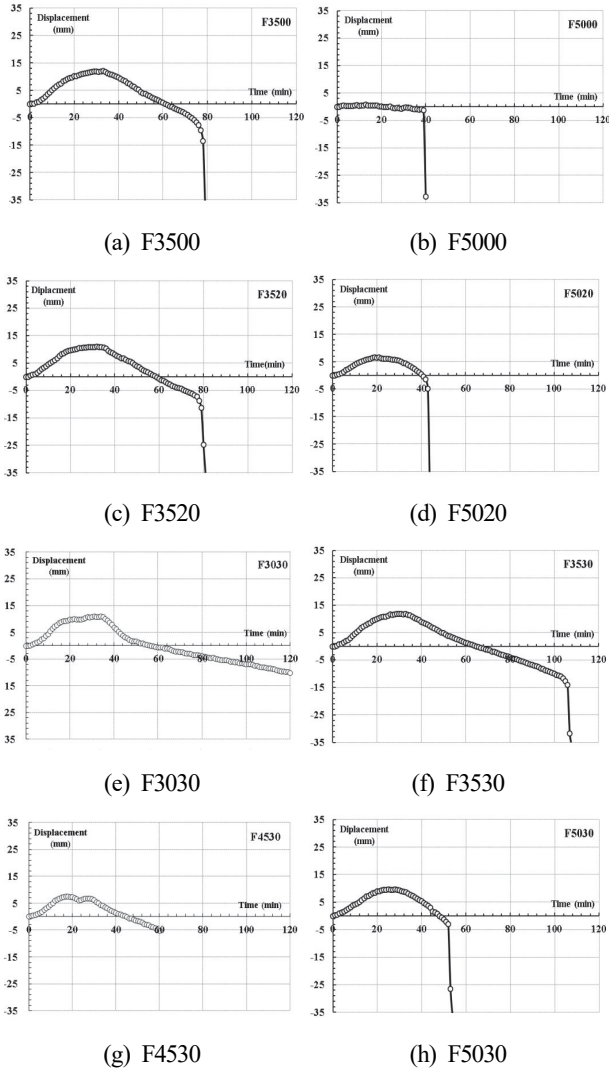 Displacement
(mm)
F3500
35
25
15
5
-5
-15
-25
-35
Time (min)
0 20 40 60 80 100 120
(a) F3500
Displacement
(mm)
F5000
35
25
15
5
-5
-15
-25
-35
Time (min)
0 20 40 60 80 100 120
(b) F5000
Diplacment
(mm)
F3520
35
25
15
5
-5
-15
-25
-35
Time(min)
0 20 40 60 80 100 120
(c) F3520
Diplacement
(mm)
F5020
35
25
15
5
-5
-15
-25
-35
Time (min)
0 20 40 60 80 100 120
(d) F5020
Displacement
(mm)
F3030
35
25
15
5
-5
15
25
35
Time (min)
0 20 40 60 80 100 120
(e) F3030
Displacement
(mm)
F3530
35
25
15
5
-5
-15
-25
-35
Time (min)
0 20 40 60 80 100 120
(f) F3530
Displacement
(mm)
F4530
35
25
15
5
-5
-15
-25
-35
Time (min)
0 20 40 60 80 100 120
(g) F4530
Displacement
(mm)
F5030
35
25
15
5
-5
-15
-25
-35
Time (min)
0 20 40 60 80 100 120
(h) F5030